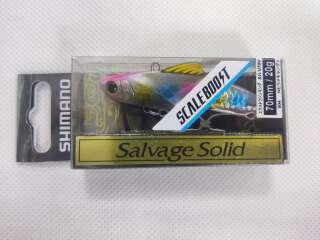 SHIMANO
SCALEBOOST
70mm / 20g
Salvage Solid